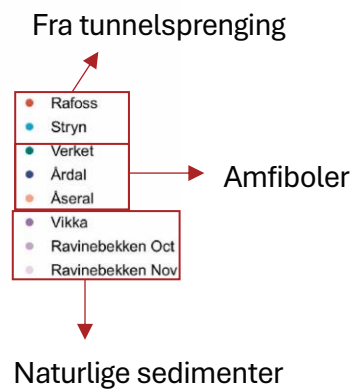 Fra tunnelsprenging
Rafoss
Stryn
Verket
Årdal
Åseral
Amfiboler
Vikka
Ravinebekken Oct
Ravinebekken Nov
Naturlige sedimenter